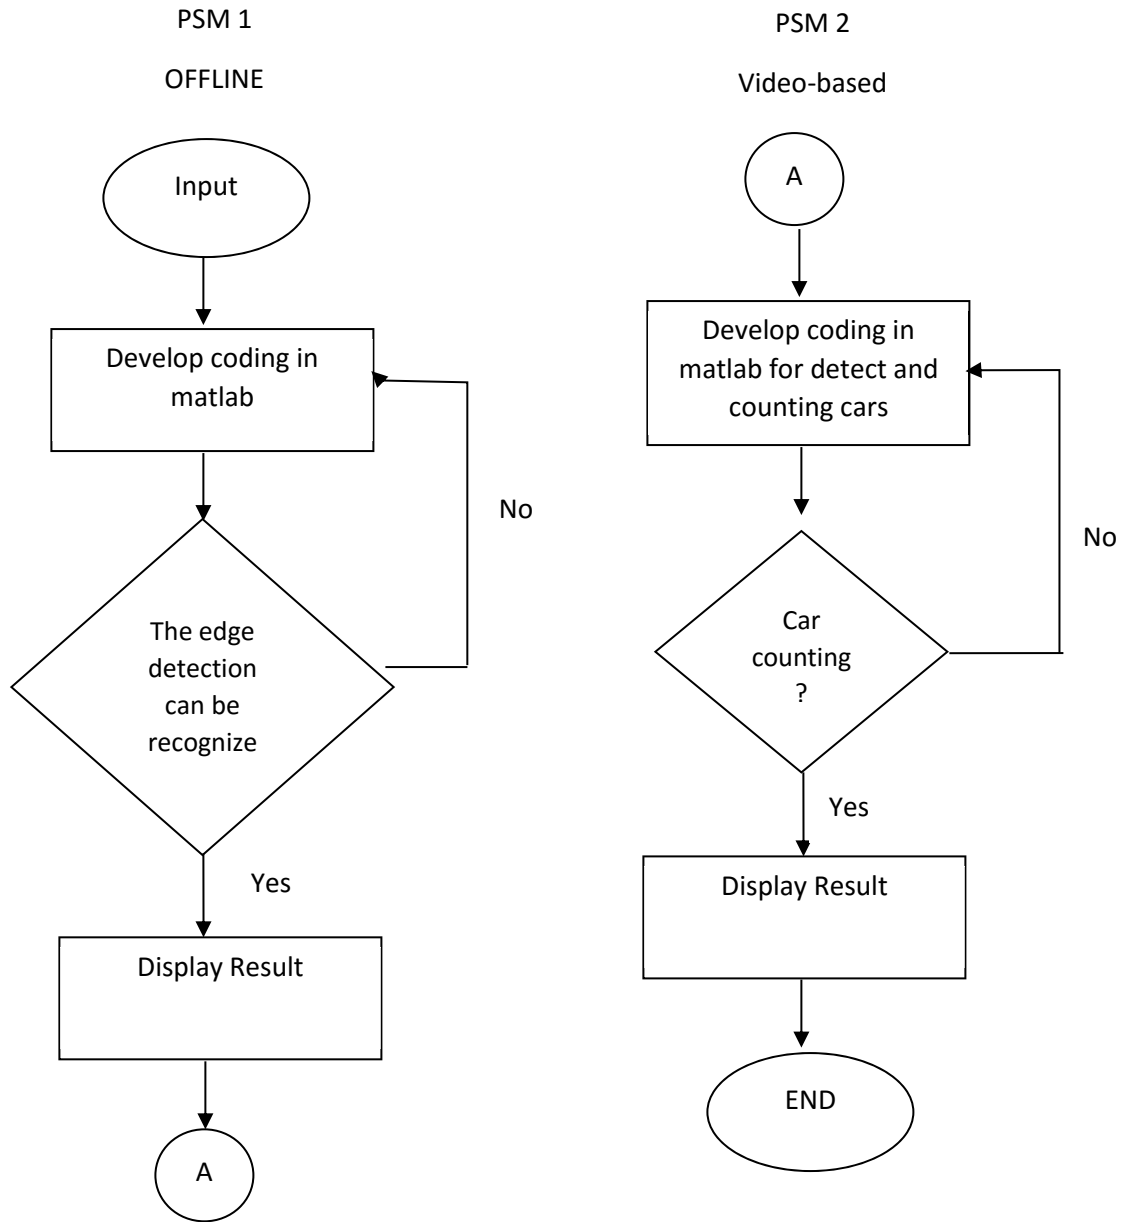 PSM 1
OFFLINE
Input
Develop coding in
matlab
No
The edge
detection
can be
recognize
Yes
Display Result
A
PSM 2
Video-based
A
Develop coding in
matlab for detect and
counting cars
No
Car
counting
?
Yes
Display Result
END